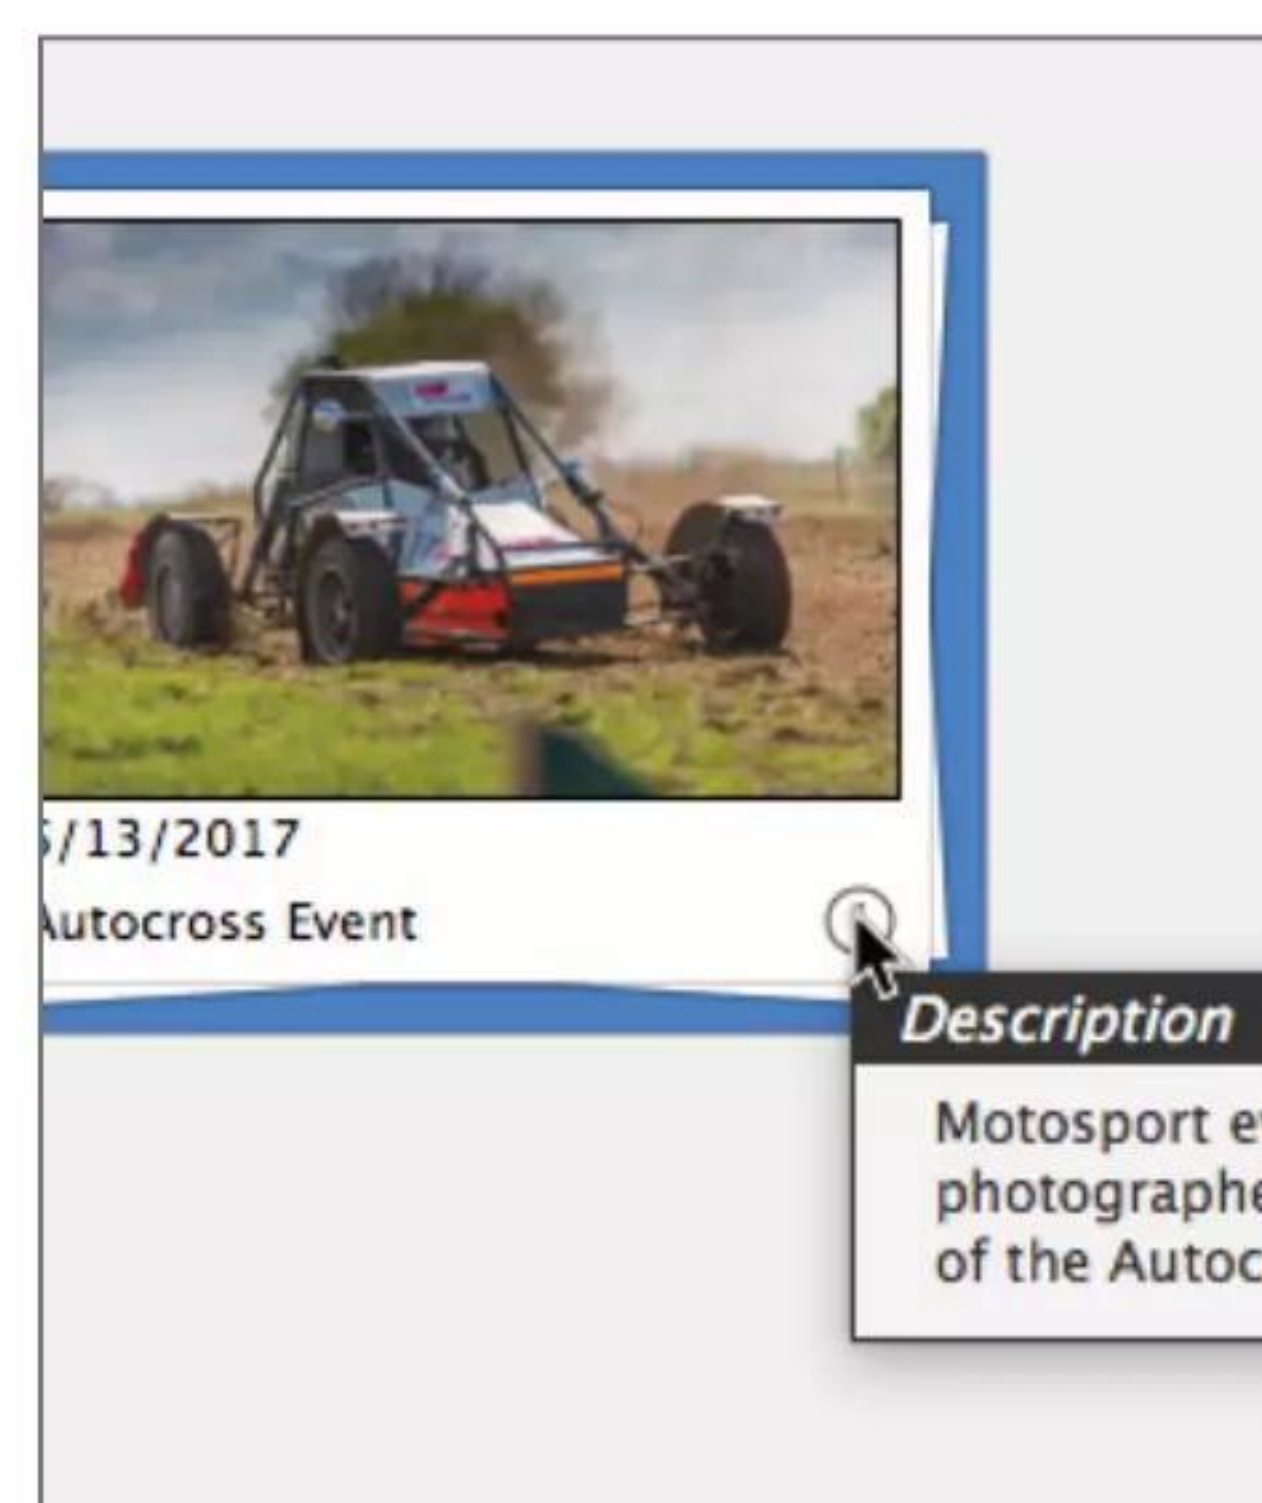 /13/2017
Autocross Event
Description
Motosport
photographe
of the Autoc